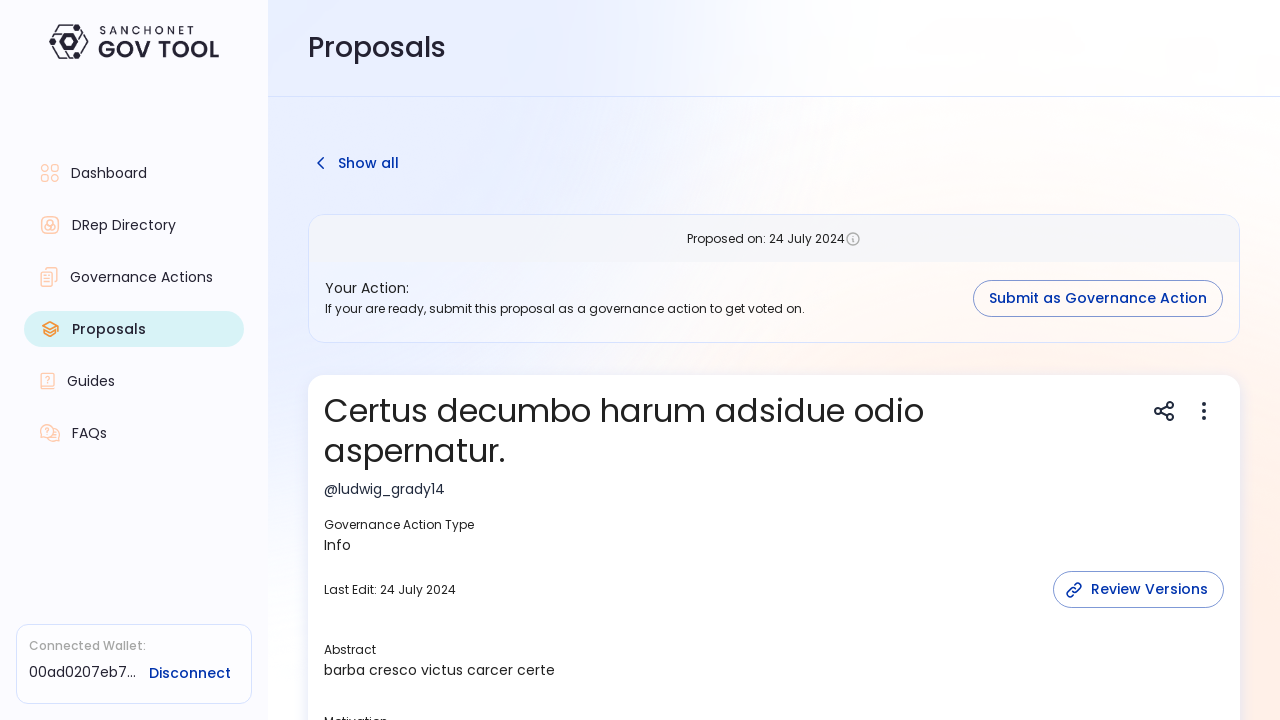 SANCHONET
GOV TOOL
Proposals
Dashboard
DRep Directory
Governance Actions
Proposals
Guides
FAQs
Connected Wallet:
00ad0207eb7...
Disconnect
Show all
Proposed on: 24 July 2024
Your Action:
If your are ready, submit this proposal as a governance action to get voted on.
Submit as Governance Action
Certus decumbo harum adsidue odio
aspernatur.
@ludwig_grady14
Governance Action Type
Info
Last Edit: 24 July 2024
Review Versions
Abstract
barba cresco victus carcer certe
Motivation